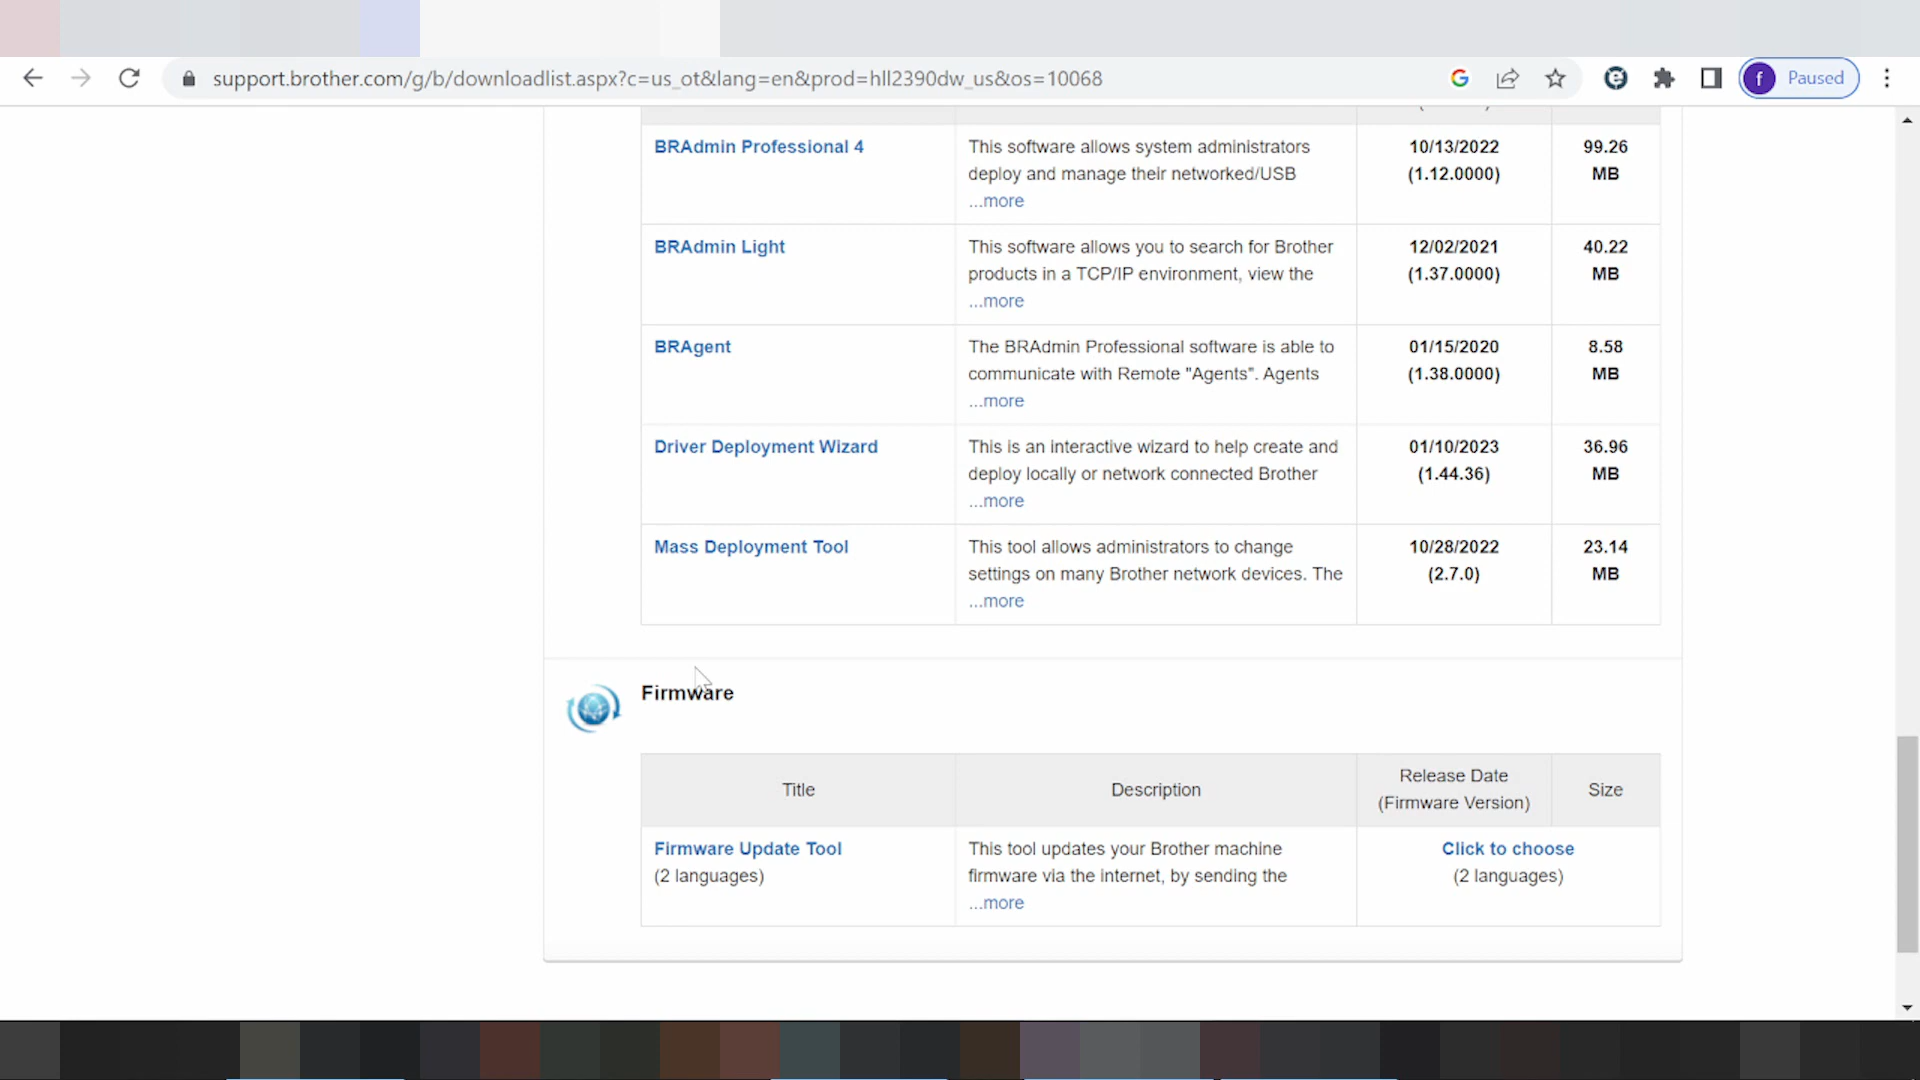 support.brother.com/g/b/downloadlist.aspx?c=us_ot&lang=en&prod=hll2390dw_us&os=10068
f Paused
BRAdmin Professional 4
This software allows system administrators
deploy and manage their networked/USB
...more
10/13/2022
(1.12.0000)
99.26
MB
BRAdmin Light
This software allows you to search for Brother
products in a TCP/IP environment, view the
...more
12/02/2021
(1.37.0000)
40.22
MB
BRAgent
The BRAdmin Professional software is able to
communicate with Remote "Agents". Agents
...more
01/15/2020
(1.38.0000)
8.58
MB
Driver Deployment Wizard
This is an interactive wizard to help create and
deploy locally or network connected Brother
...more
01/10/2023
(1.44.36)
36.96
MB
Mass Deployment Tool
This tool allows administrators to change
settings on many Brother network devices. The
...more
10/28/2022
(2.7.0)
23.14
MB
Firmware
Title
Description
Release Date
(Firmware Version)
Size
Firmware Update Tool
(2 languages)
This tool updates your Brother machine
firmware via the internet, by sending the
...more
Click to choose
(2 languages)